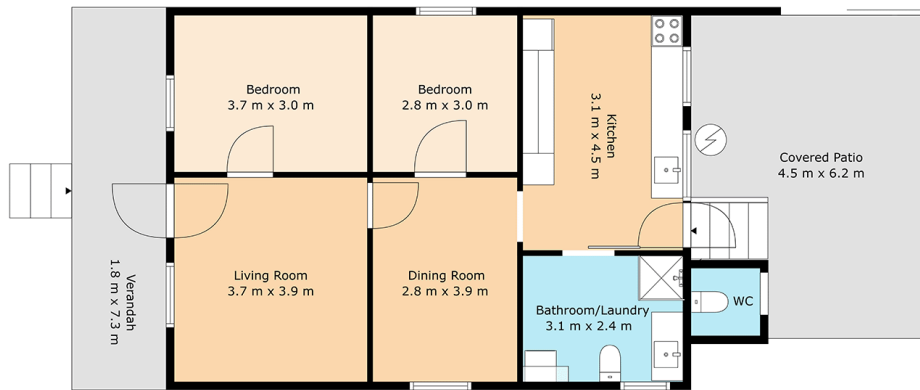 Bedroom
3.7 m x 3.0 m
Bedroom
2.8 m x 3.0 m
Kitchen
3.1 m x 4.5 m
Covered Patio
4.5 m x 6.2 m
Verandah
1.8 m x 7.3 m
Living Room
3.7 m x 3.9 m
Dining Room
2.8 m x 3.9 m
Bathroom/Laundry
3.1 m x 2.4 m
WC